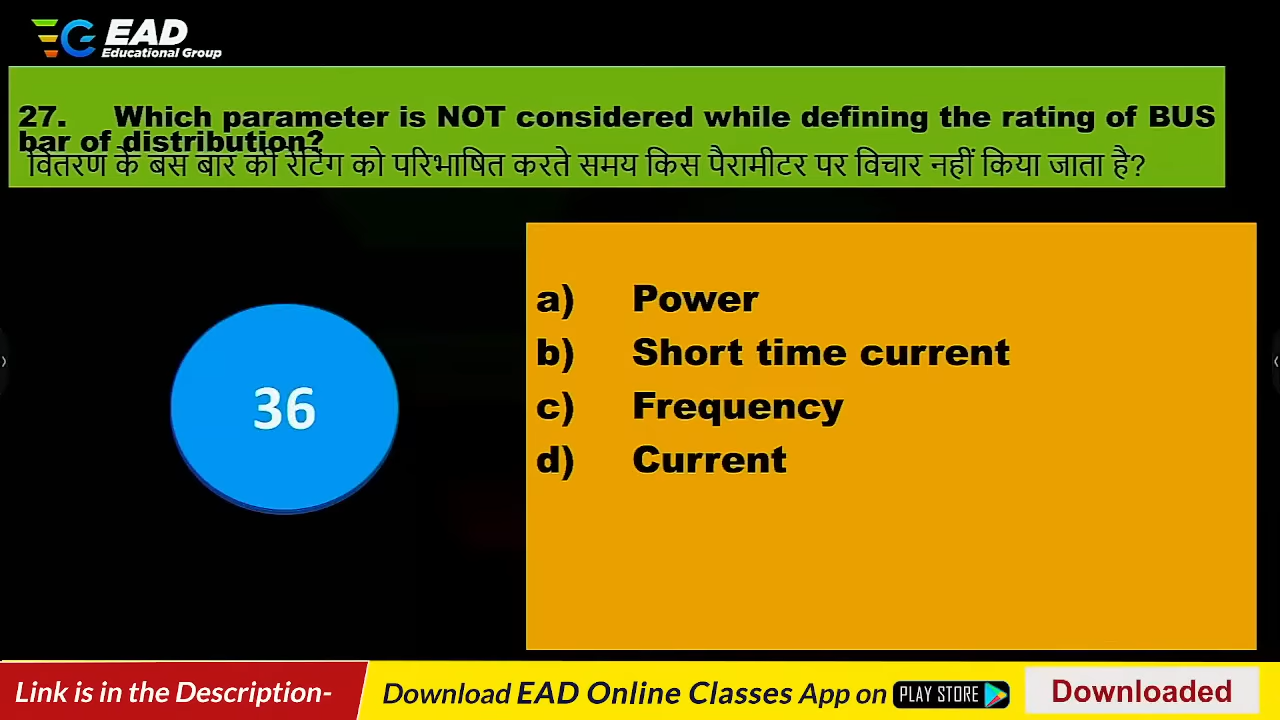 EAD
Educational Group
27. Which parameter is NOT considered while defining the rating of BUS
bar of distribution?
वितरण के बस बार की रेटिंग को परिभाषित करते समय किस पैरामीटर पर विचार नहीं किया जाता है?
a) Power
b) Short time current
c) Frequency
d) Current
36
Link is in the Description-
Download EAD Online Classes App on PLAY STORE
Downloaded